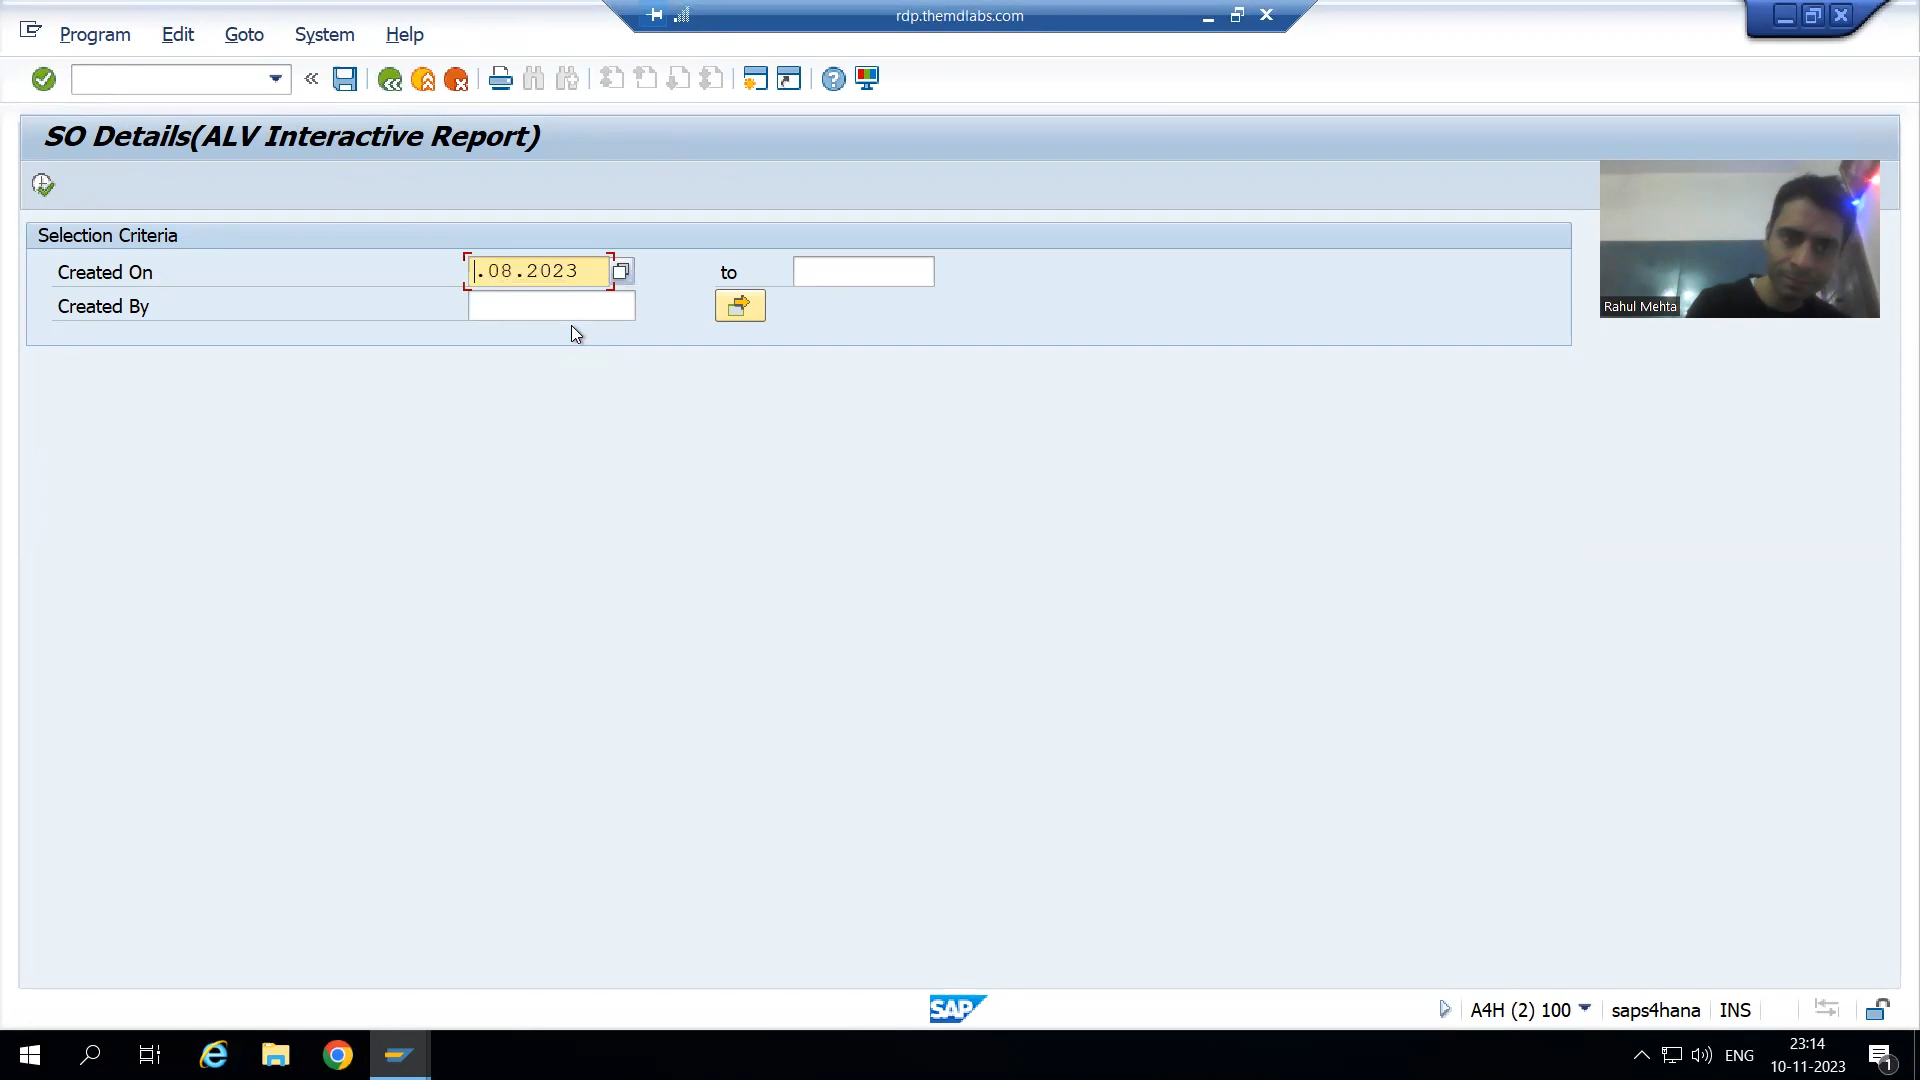 rdp.themdlabs.com
Program Edit Goto System Help
SO Details(ALV Interactive Report)
Selection Criteria
Created On .08.2023 to
Created By
Rahul Mehta
SAP A4H (2) 100 saps4hana INS
ENG 23:14
10-11-2023 1